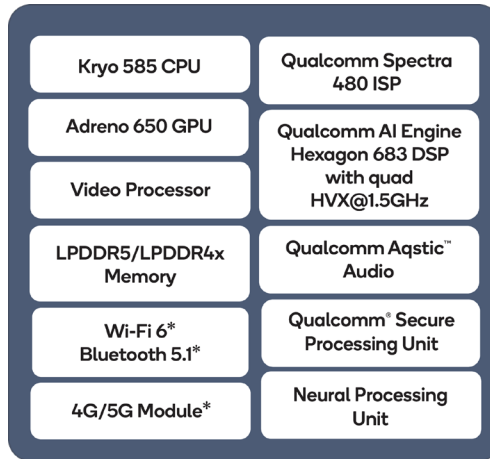 Kryo 585 CPU
Adreno 650 GPU
Video Processor
LPDDR5/LPDDR4x
Memory
Wi-Fi 6*
Bluetooth 5.1*
4G/5G Module*
Qualcomm Spectra
480 ISP
Qualcomm AI Engine
Hexagon 683 DSP
with quad
HVX@1.5GHz
Qualcomm Aqstic™
Audio
Qualcomm® Secure
Processing Unit
Neural Processing
Unit